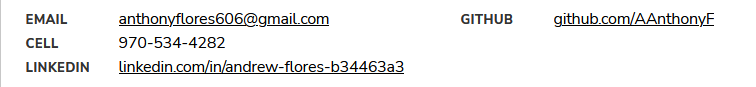 EMAIL anthonyflores606@gmail.com GITHUB github.com/AAnthonyF
CELL 970-534-4282
LINKEDIN linkedin.com/in/andrew-flores-b34463a3